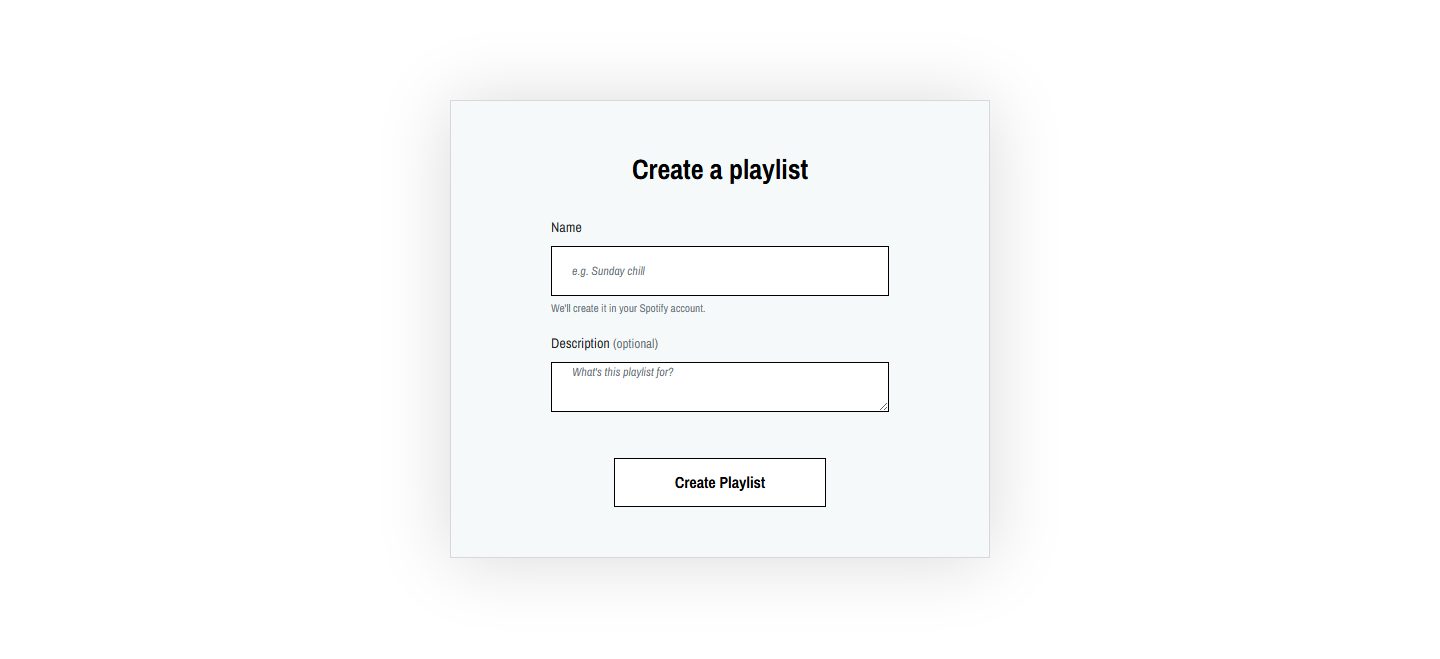 Create a playlist
Name
e.g. Sunday chill
We'll create it in your Spotify account.
Description (optional)
What's this playlist for?
Create Playlist